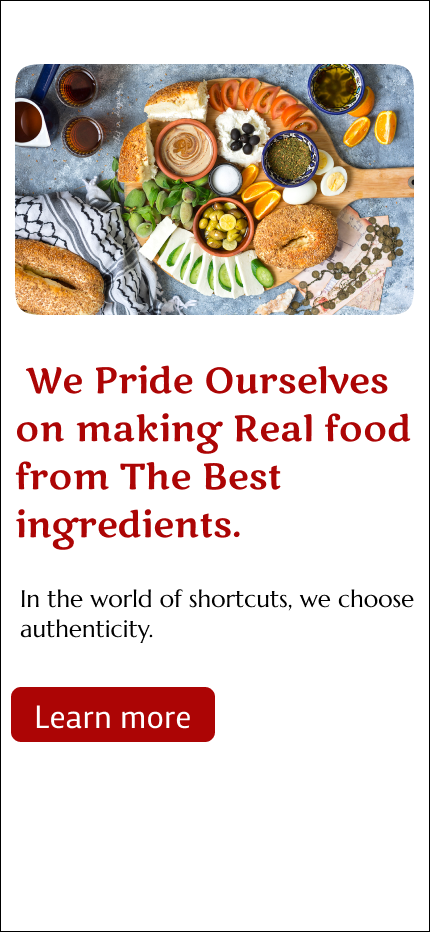 We Pride Ourselves
on making Real food
from The Best
ingredients.
In the world of shortcuts, we choose
authenticity.
Learn more